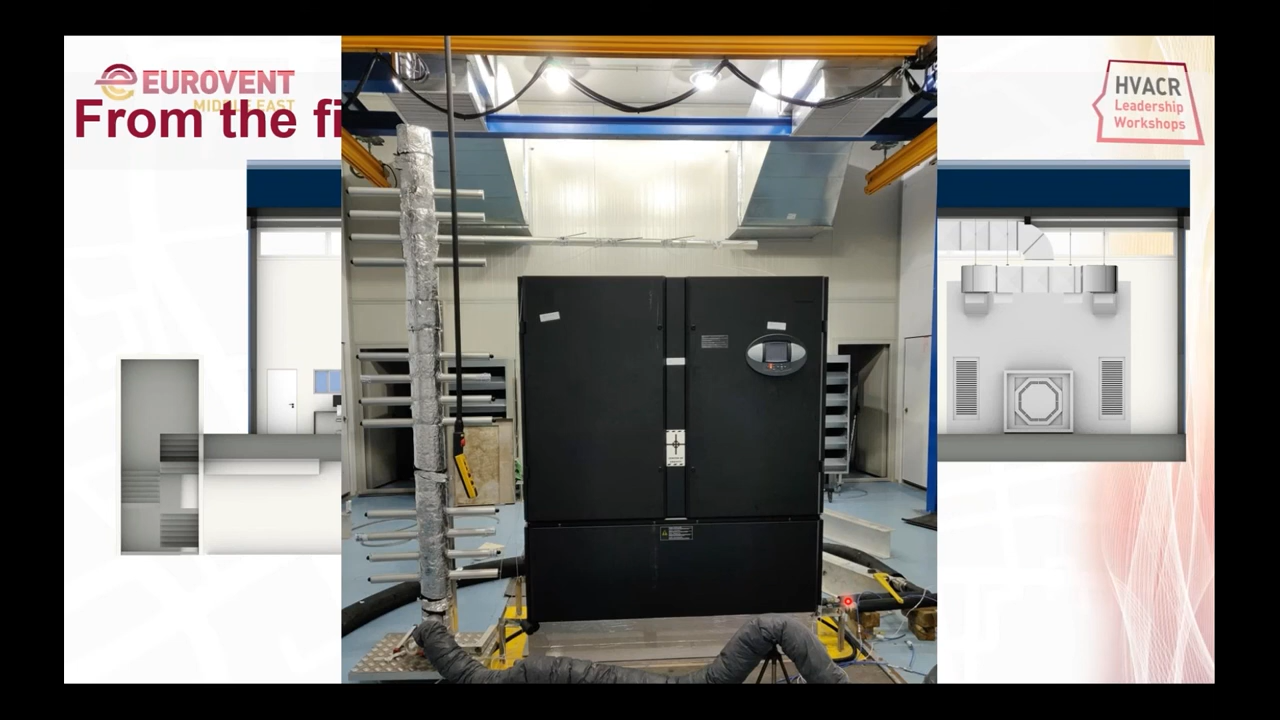 EUROVENT
MIDDLE EAST
From the fi
HVACR
Leadership
Workshops